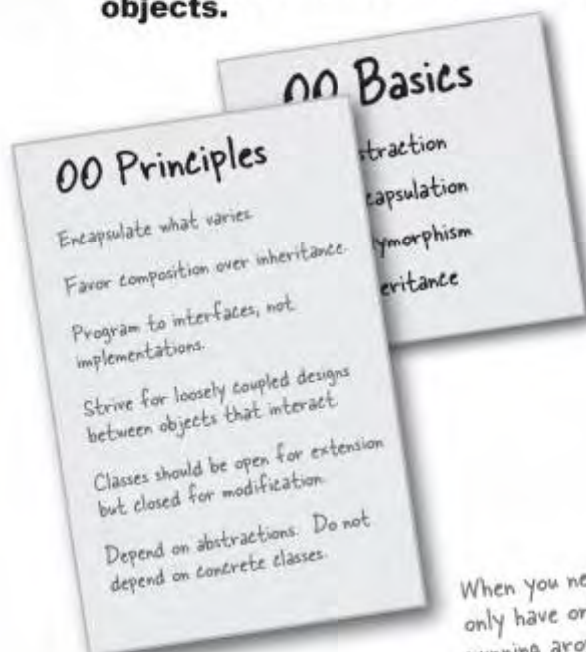 objects.
OO Basics
OO Principles
Encapsulate what varies.
Favor composition over inheritance.
Program to interfaces, not
implementations.
Strive for loosely coupled designs
between objects that interact.
Classes should be open for extension
but closed for modification.
Depend on abstractions. Do not
depend on concrete classes.
straction
capsulation
ymorphism
eritance
When you ne
only have or